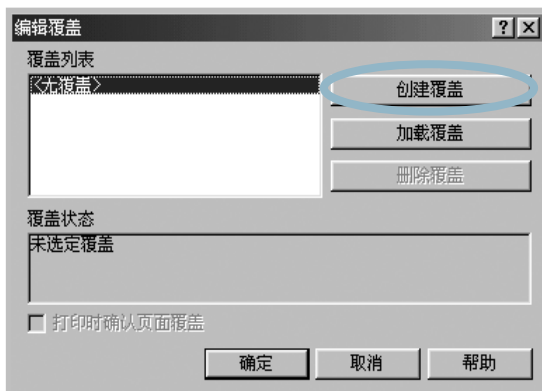 编辑覆盖
覆盖列表
<无覆盖>
创建覆盖
加载覆盖
删除覆盖
覆盖状态
未选定覆盖
打印时确认页面覆盖
确定 取消 帮助